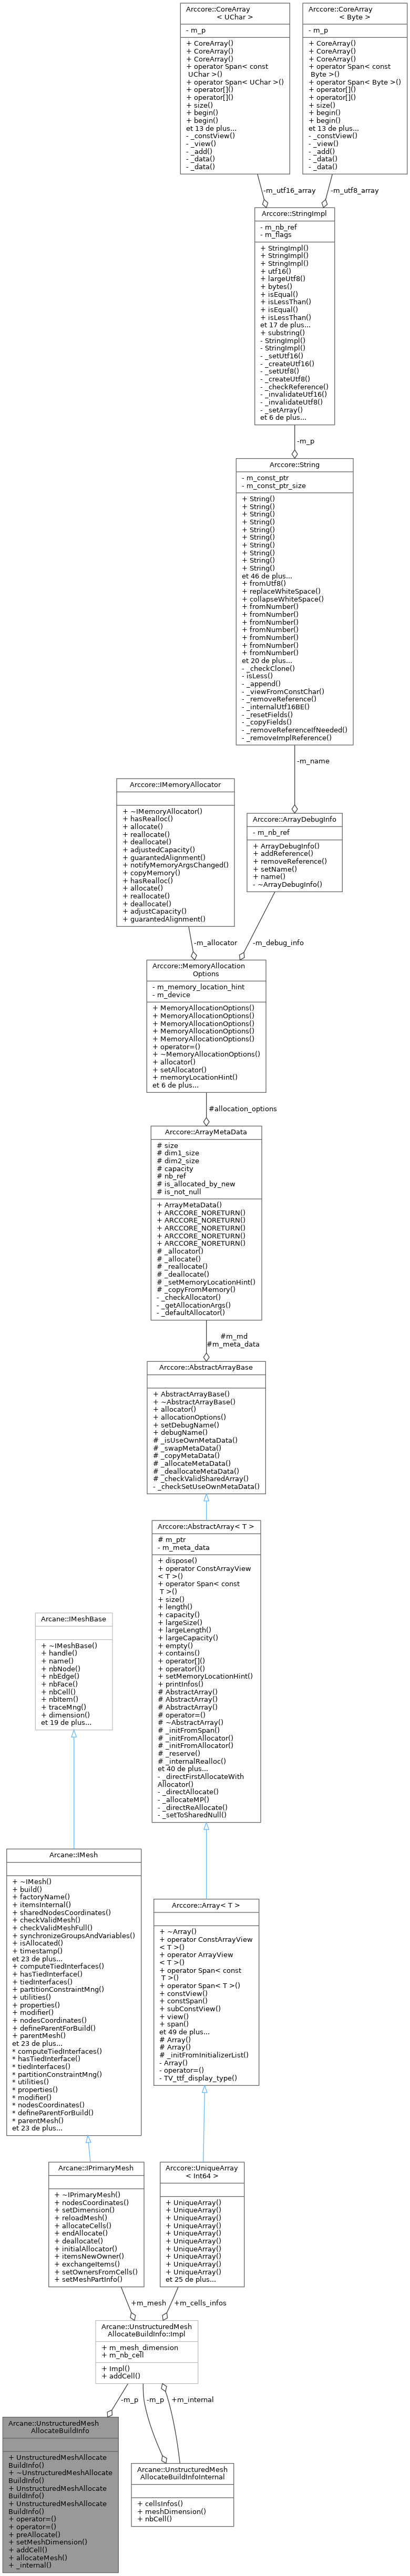 Arccore::CoreArray
< UChar >
- m_p
+ CoreArray()
+ CoreArray()
+ CoreArray()
+ operator Span< const
UChar >()
+ operator Span< UChar >()
+ operator[]()
+ operator[]()
+ size()
+ begin()
+ begin()
et 13 de plus...
- _constView()
- _view()
- _add()
- _data()
- _data()
Arccore::CoreArray
< Byte >
- m_p
+ CoreArray()
+ CoreArray()
+ CoreArray()
+ operator Span< const
Byte >()
+ operator Span< Byte >()
+ operator[]()
+ operator[]()
+ size()
+ begin()
+ begin()
et 13 de plus...
- _constView()
- _view()
- _add()
- _data()
- _data()
-m_utf16_array
-m_utf8_array
Arccore::StringImpl
- m_nb_ref
- m_flags
+ StringImpl()
+ StringImpl()
+ StringImpl()
+ utf16()
+ largeUtf8()
+ bytes()
+ isEqual()
+ isLessThan()
+ isEqual()
+ isLessThan()
et 17 de plus...
+ substring()
- StringImpl()
- StringImpl()
- _setUtf16()
- _createUtf16()
- _setUtf8()
- _createUtf8()
- _checkReference()
- _invalidateUtf16()
- _invalidateUtf8()
- _setArray()
et 6 de plus...
-m_p
Arccore::String
- m_const_ptr
- m_const_ptr_size
+ String()
+ String()
+ String()
+ String()
+ String()
+ String()
+ String()
+ String()
+ String()
+ String()
et 46 de plus...
+ fromUtf8()
+ replaceWhiteSpace()
+ collapseWhiteSpace()
+ fromNumber()
+ fromNumber()
+ fromNumber()
+ fromNumber()
+ fromNumber()
+ fromNumber()
+ fromNumber()
et 20 de plus...
- _checkClone()
- isLess()
- _append()
- _viewFromConstChar()
- _removeReference()
- _internalUtf16BE()
- _resetFields()
- _copyFields()
- _removeReferenceIfNeeded()
- _removeImplReference()
-m_name
Arccore::IMemoryAllocator
+ ~IMemoryAllocator()
+ hasRealloc()
+ allocate()
+ reallocate()
+ deallocate()
+ adjustedCapacity()
+ guarantedAlignment()
+ notifyMemoryArgsChanged()
+ copyMemory()
+ hasRealloc()
+ allocate()
+ reallocate()
+ deallocate()
+ adjustCapacity()
+ guarantedAlignment()
Arccore::ArrayDebugInfo
- m_nb_ref
+ ArrayDebugInfo()
+ addReference()
+ removeReference()
+ setName()
+ name()
- ~ArrayDebugInfo()
-m_allocator
-m_debug_info
Arccore::MemoryAllocation
Options
- m_memory_location_hint
- m_device
+ MemoryAllocationOptions()
+ MemoryAllocationOptions()
+ MemoryAllocationOptions()
+ MemoryAllocationOptions()
+ MemoryAllocationOptions()
+ operator=()
+ ~MemoryAllocationOptions()
+ allocator()
+ setAllocator()
+ memoryLocationHint()
et 6 de plus...
#allocation_options
Arccore::ArrayMetaData
# size
# dim1_size
# dim2_size
# capacity
# nb_ref
# is_allocated_by_new
# is_not_null
+ ArrayMetaData()
+ ARCCORE_NORETURN()
+ ARCCORE_NORETURN()
+ ARCCORE_NORETURN()
+ ARCCORE_NORETURN()
+ ARCCORE_NORETURN()
# _allocator()
# _allocate()
# _reallocate()
# _deallocate()
# _setMemoryLocationHint()
# _copyFromMemory()
- _checkAllocator()
- _getAllocationArgs()
- _defaultAllocator()
#m_md
#m_meta_data
Arccore::AbstractArrayBase
+ AbstractArrayBase()
+ ~AbstractArrayBase()
+ allocator()
+ allocationOptions()
+ setDebugName()
+ debugName()
# _isUseOwnMetaData()
# _swapMetaData()
# _copyMetaData()
# _allocateMetaData()
# _deallocateMetaData()
# _checkValidSharedArray()
- _checkSetUseOwnMetaData()
Arccore::AbstractArray< T >
# m_ptr
- m_meta_data
+ dispose()
+ operator ConstArrayView
< T >()
+ operator Span< const
T >()
+ size()
+ length()
+ capacity()
+ largeSize()
+ largeLength()
+ largeCapacity()
+ empty()
+ contains()
+ operator[]()
+ operator()()
+ setMemoryLocationHint()
+ printInfos()
# AbstractArray()
# AbstractArray()
# AbstractArray()
# operator=()
# ~AbstractArray()
# _initFromSpan()
# _initFromAllocator()
# _initFromAllocator()
# _reserve()
# _internalRealloc()
et 40 de plus...
- _directFirstAllocateWith
Allocator()
- _directAllocate()
- _allocateMP()
- _directReAllocate()
- _setToSharedNull()
Arcane::IMeshBase
+ ~IMeshBase()
+ handle()
+ name()
+ nbNode()
+ nbEdge()
+ nbFace()
+ nbCell()
+ nbItem()
+ traceMng()
+ dimension()
et 19 de plus...
Arcane::IMesh
+ ~IMesh()
+ build()
+ factoryName()
+ itemsInternal()
+ sharedNodesCoordinates()
+ checkValidMesh()
+ checkValidMeshFull()
+ synchronizeGroupsAndVariables()
+ isAllocated()
+ timestamp()
et 23 de plus...
+ computeTiedInterfaces()
+ hasTiedInterface()
+ tiedInterfaces()
+ partitionConstraintMng()
+ utilities()
+ properties()
+ modifier()
+ nodesCoordinates()
+ defineParentForBuild()
+ parentMesh()
et 23 de plus...
* computeTiedInterfaces()
* hasTiedInterface()
* tiedInterfaces()
* partitionConstraintMng()
* utilities()
* properties()
* modifier()
* nodesCoordinates()
* defineParentForBuild()
* parentMesh()
et 23 de plus...
Arccore::Array< T >
+ ~Array()
+ operator ConstArrayView
< T >()
+ operator ArrayView
< T >()
+ operator Span< const
T >()
+ operator Span< T >()
+ constView()
+ constSpan()
+ subConstView()
+ view()
+ span()
et 49 de plus...
# Array()
# Array()
# _initFromInitializerList()
- Array()
- operator=()
- TV_ttf_display_type()
Arcane::IPrimaryMesh
+ ~IPrimaryMesh()
+ nodesCoordinates()
+ setDimension()
+ reloadMesh()
+ allocateCells()
+ endAllocate()
+ deallocate()
+ initialAllocator()
+ itemsNewOwner()
+ exchangeItems()
+ setOwnersFromCells()
+ setMeshPartInfo()
Arccore::UniqueArray
< Int64 >
+ UniqueArray()
+ UniqueArray()
+ UniqueArray()
+ UniqueArray()
+ UniqueArray()
+ UniqueArray()
+ UniqueArray()
+ UniqueArray()
+ UniqueArray()
+ UniqueArray()
et 25 de plus...
+m_mesh
+m_cells_infos
Arcane::UnstructuredMesh
AllocateBuildInfo::Impl
+ m_mesh_dimension
+ m_nb_cell
+ Impl()
+ addCell()
-m_p
-m_p
+m_internal
Arcane::UnstructuredMesh
AllocateBuildInfo
+ UnstructuredMeshAllocate
BuildInfo()
+ ~UnstructuredMeshAllocate
BuildInfo()
+ UnstructuredMeshAllocate
BuildInfo()
+ UnstructuredMeshAllocate
BuildInfo()
+ operator=()
+ operator=()
+ preAllocate()
+ setMeshDimension()
+ addCell()
+ allocateMesh()
+ _internal()
Arcane::UnstructuredMesh
AllocateBuildInfoInternal
+ cellsInfos()
+ meshDimension()
+ nbCell()